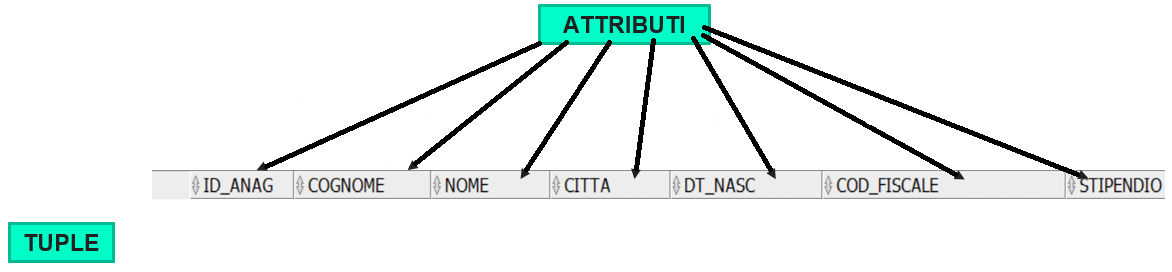 ATTRIBUTI
ID_ANAG COGNOME NOME CITTA DT_NASC COD_FISCALE STIPENDIO
TUPLE